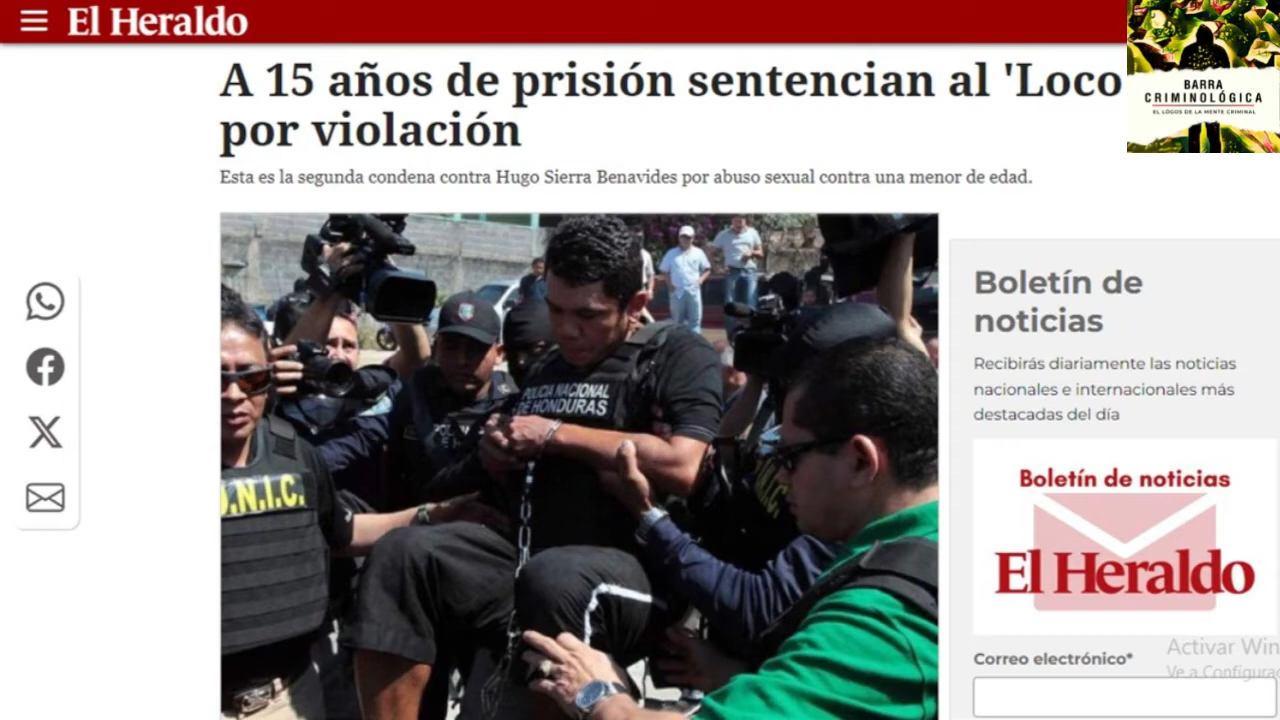 El Heraldo
A 15 años de prisión sentencian al 'Loco
por violación
Esta es la segunda condena contra Hugo Sierra Benavides por abuso sexual contra una menor de edad.
BARRA
CRIMINOLÓGICA
EL LOGOS DE LA MENTE CRIMINAL
POLICIA NACIONAL
DE HONDURAS
D.N.I.C.
Boletín de
noticias
Recibirás diariamente las noticias
nacionales e internacionales más
destacadas del día
Boletín de noticias
El Heraldo
Activar Win
Ve a Configurac
Correo electrónico*